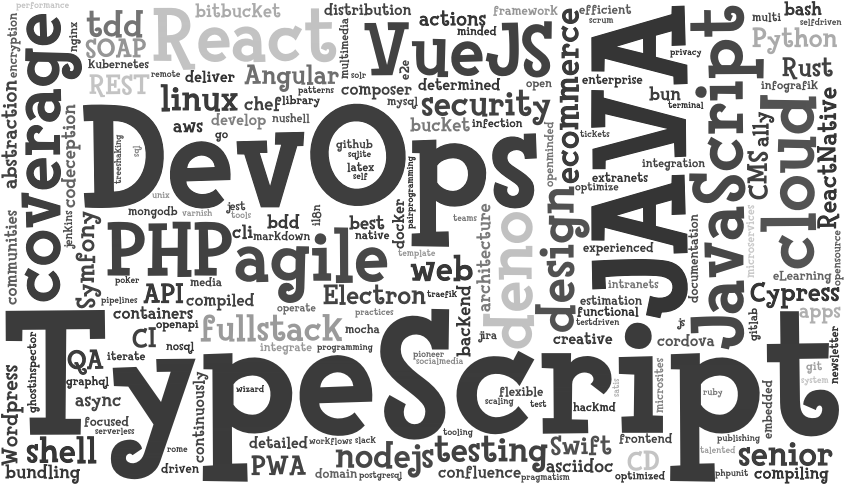 performance
bitbucket
distribution
framework
efficient
scrum
multi
bash
selfdriven
tdd
SOAP
Kubernetes
REST
nginx
encryption
coverage
abstraction
React
remote
deliver
Angular
patterns
multimedia
solr
VueJS
actions
minded
e2e
determined
open
composer
mysql
ecommerce
enterprise
JAVA
privacy
Python
Rust
infografik
linux
chef
library
develop
nushell
aws
go
security
bucket
infection
bun
terminal
tickets
integration
extranets
optimize
openminded
JavaScript
CMS
ally
cloud
ReactNative
codeception
DevOps
treeshaking
sql
github
sqlite
latex
self
unix
pairprogramming
communities
jenkins
Symfony
mongodb
varnish
jest
tools
cli
bdd
markdown
i18n
best
native
docker
teams
template
PHP
agile
web
architecture
deno
design
experienced
intranets
estimation
functional
testdriven
creative
documentation
microservices
eLearning
opensource
Cypress
apps
gitlab
js
cordova
poker
media
pipelines
API
compiled
containers
openapi
CI
nosql
operate
Electron
traefik
practices
fullstack
mocha
integrate
programming
backend
jira
pioneer
socialmedia
TypeScript
ghostinspector
QA
iterate
graphql
async
focused
serverless
Wordpress
shell
bundling
continuously
wizard
rome
driven
detailed
workflows
slack
PWA
domain
postgresql
nodejs
tooling
testing
confluence
pragmatism
flexible
scaling
test
hackmd
satis
Swift
asciidoc
frontend
CD
optimized
microsites
ruby
publishing
talented
phpunit
embedded
senior
compiling
git
system
newsletter